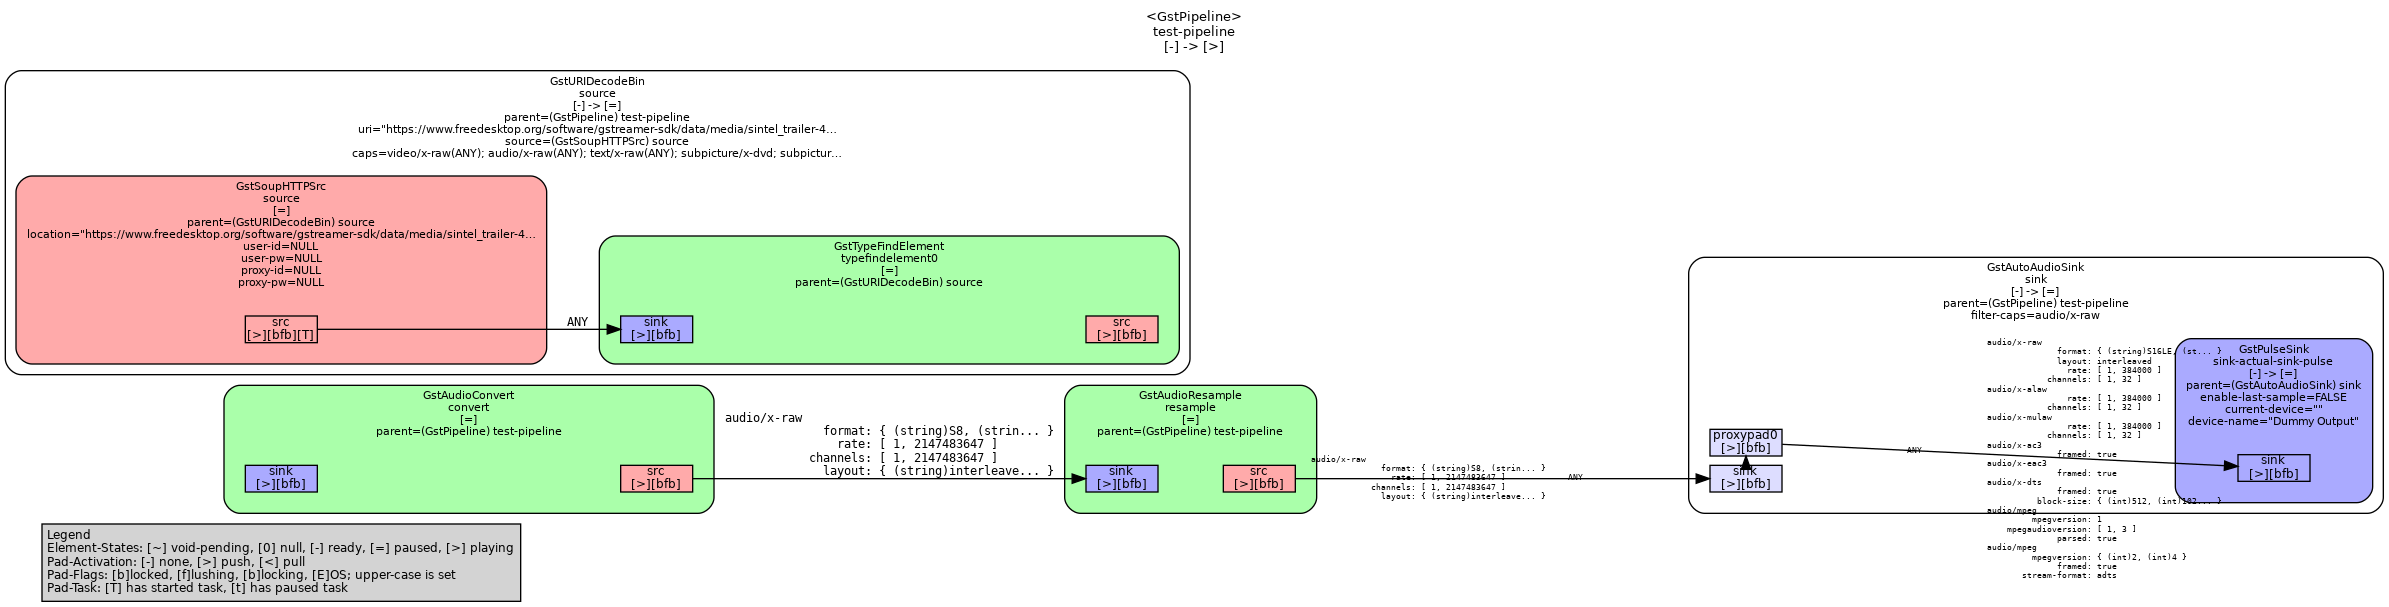 <GstPipeline>
test-pipeline
[-] -> [>]
GstURIDecodeBin
source
[-] -> [=]
parent=(GstPipeline) test-pipeline
uri="https://www.freedesktop.org/software/gstreamer-sdk/data/media/sintel_trailer-4…
source=(GstSoupHTTPSrc) source
caps=video/x-raw(ANY); audio/x-raw(ANY); text/x-raw(ANY); subpicture/x-dvd; subpictur…
GstSoupHTTPSrc
source
[=]
parent=(GstURIDecodeBin) source
location="https://www.freedesktop.org/software/gstreamer-sdk/data/media/sintel_trailer-4…
user-id=NULL
user-pw=NULL
proxy-id=NULL
proxy-pw=NULL
src
[>][bfb][T]
ANY
GstTypeFindElement
typefindelement0
[=]
parent=(GstURIDecodeBin) source
sink
[>][bfb]
src
[>][bfb]
GstAudioConvert
convert
[=]
parent=(GstPipeline) test-pipeline
sink
[>][bfb]
src
[>][bfb]
audio/x-raw
format: { (string)S8, (strin... }
rate: [ 1, 2147483647 ]
channels: [ 1, 2147483647 ]
layout: { (string)interleave... }
GstAudioResample
resample
[=]
parent=(GstPipeline) test-pipeline
sink
[>][bfb]
src
[>][bfb]
audio/x-raw
format: { (string)S8, (strin... }
rate: [ 1, 2147483647 ]
channels: [ 1, 2147483647 ]
layout: { (string)interleave... }
ANY
GstAutoAudioSink
sink
[-] -> [=]
parent=(GstPipeline) test-pipeline
filter-caps=audio/x-raw
proxypad0
[>][bfb]
sink
[>][bfb]
audio/x-raw
format: { (string)S16LE, (st... }
layout: interleaved
rate: [ 1, 384000 ]
channels: [ 1, 32 ]
audio/x-alaw
rate: [ 1, 384000 ]
channels: [ 1, 32 ]
audio/x-mulaw
rate: [ 1, 384000 ]
channels: [ 1, 32 ]
audio/x-ac3
framed: true
audio/x-eac3
framed: true
audio/x-dts
framed: true
block-size: { (int)512, (int)102... }
audio/mpeg
mpegversion: 1
mpegaudioversion: [ 1, 3 ]
parsed: true
audio/mpeg
mpegversion: { (int)2, (int)4 }
framed: true
stream-format: adts
ANY
GstPulseSink
sink-actual-sink-pulse
[-] -> [=]
parent=(GstAutoAudioSink) sink
enable-last-sample=FALSE
current-device=""
device-name="Dummy Output"
sink
[>][bfb]
Legend
Element-States: [~] void-pending, [0] null, [-] ready, [=] paused, [>] playing
Pad-Activation: [-] none, [>] push, [<] pull
Pad-Flags: [b]locked, [f]lushing, [b]locking, [E]OS; upper-case is set
Pad-Task: [T] has started task, [t] has paused task